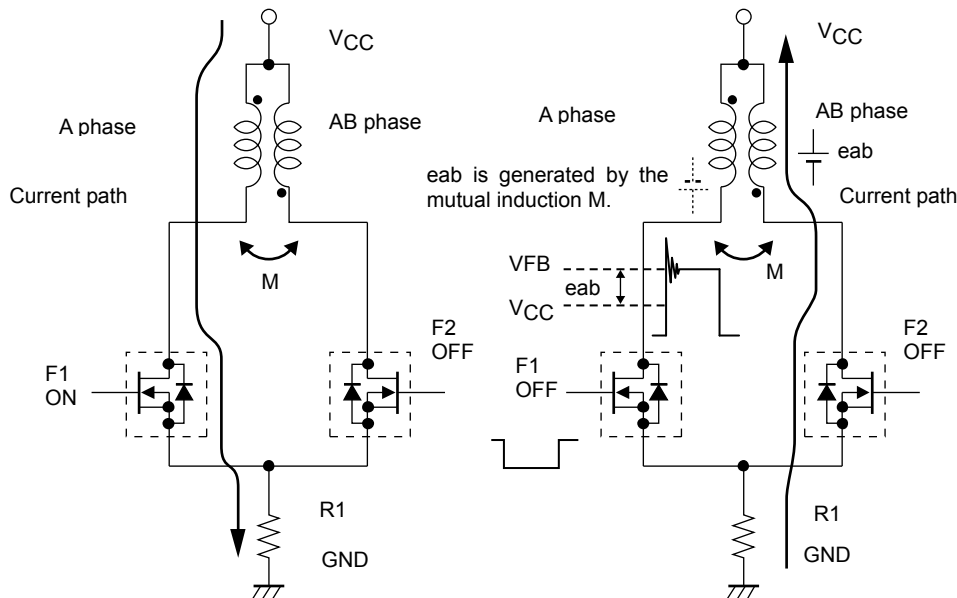 VCC
A phase
AB phase
Current path
M
F1
ON
F2
OFF
R1
GND
VCC
A phase
AB phase
eab
eab is generated by the
mutual induction M.
Current path
VFB
eab
VCC
M
F1
OFF
F2
OFF
R1
GND